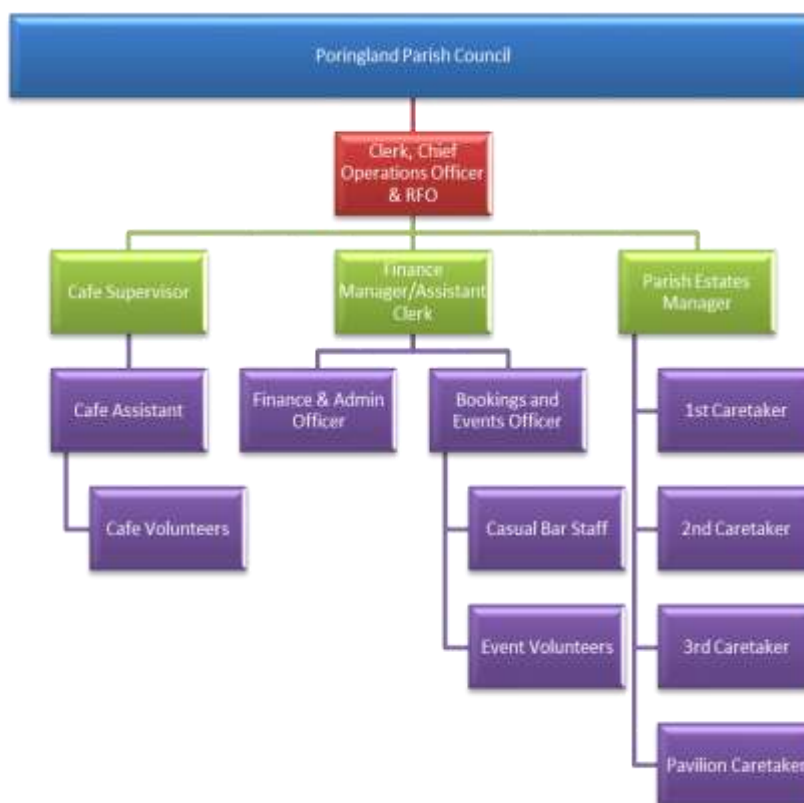 Poringland Parish Council
Clerk, Chief
Operations Officer
& RFO
Cafe Supervisor
Finance
Manager/Assistant
Clerk
Parish Estates
Manager
Cafe Assistant
Finance & Admin
Officer
Bookings and
Events Officer
1st Caretaker
Cafe Volunteers
Casual Bar Staff
2nd Caretaker
Event Volunteers
3rd Caretaker
Pavilion Caretaker